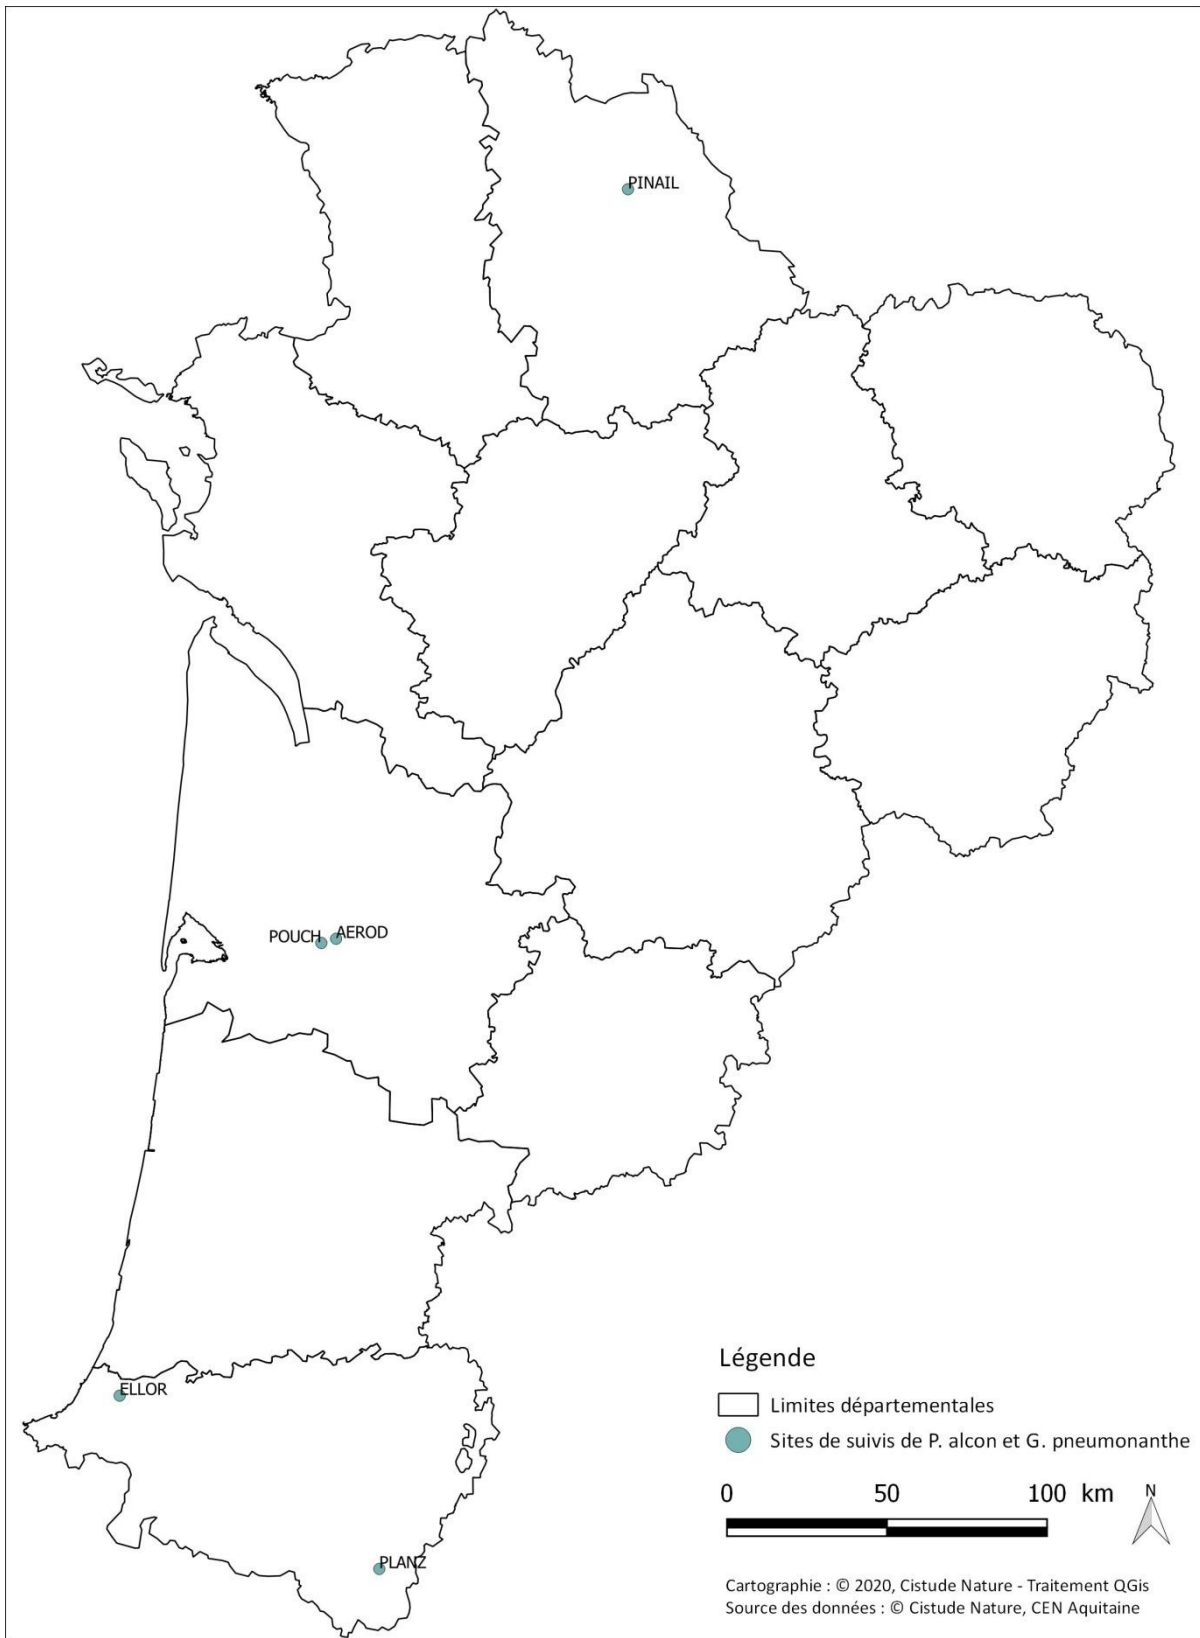 PINAIL
POUCH AEROD
ELLOR
PLANZ
Légende
Limites départementales
Sites de suivis de P. alcon et G. pneumonanthe
0 50 100 km
N
Cartographie : © 2020, Cistude Nature - Traitement QGis
Source des données : © Cistude Nature, CEN Aquitaine